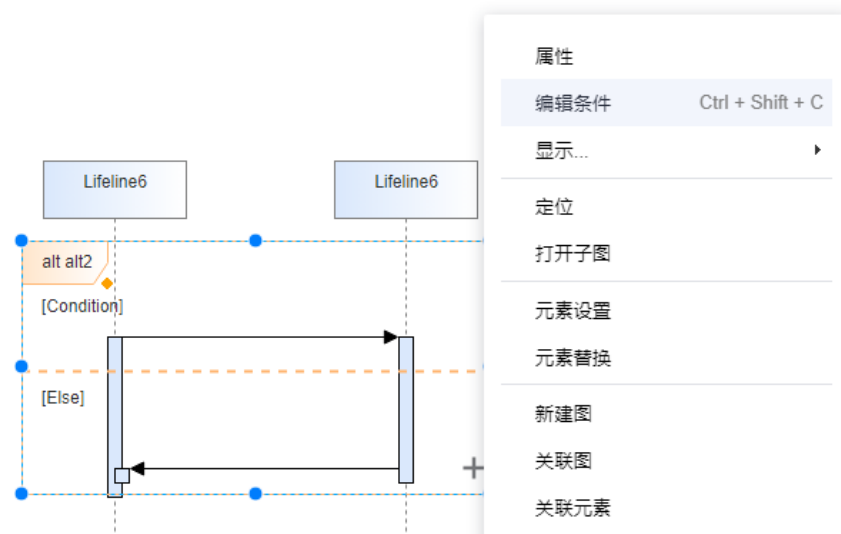 Lifeline6
Lifeline6
alt alt2
[Condition]
[Else]
属性
编辑条件 Ctrl + Shift + C
显示...
定位
打开子图
元素设置
元素替换
新建图
关联图
关联元素